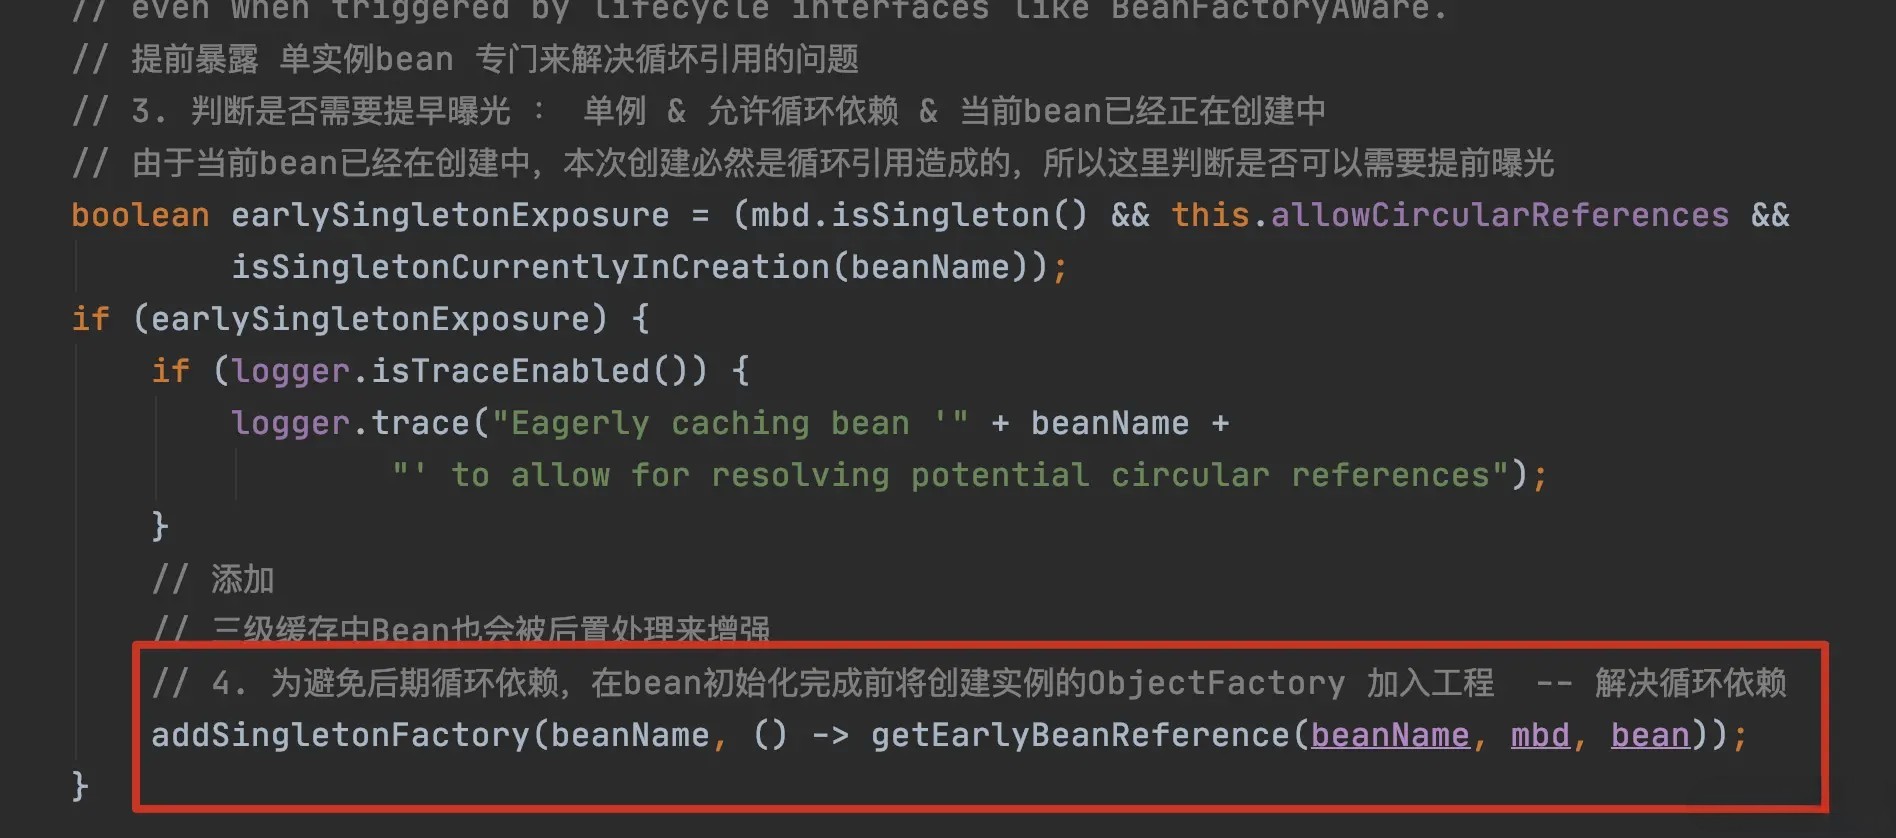 // even when triggered by lifecycle interfaces like BeanFactoryAware.
// 提前暴露 单实例bean 专门来解决循坏引用的问题
// 3. 判断是否需要提早曝光 ： 单例 & 允许循环依赖 & 当前bean已经正在创建中
// 由于当前bean已经在创建中，本次创建必然是循环引用造成的，所以这里判断是否可以需要提前曝光
boolean earlySingletonExposure = (mbd.isSingleton() && this.allowCircularReferences &&
isSingletonCurrentlyInCreation(beanName));
if (earlySingletonExposure) {
if (logger.isTraceEnabled()) {
logger.trace("Eagerly caching bean '" + beanName +
"' to allow for resolving potential circular references");
}
// 添加
// 三级缓存中Bean也会被后置处理来增强
// 4. 为避免后期循环依赖，在bean初始化完成前将创建实例的ObjectFactory 加入工程 -- 解决循环依赖
addSingletonFactory(beanName, () -> getEarlyBeanReference(beanName, mbd, bean));
}